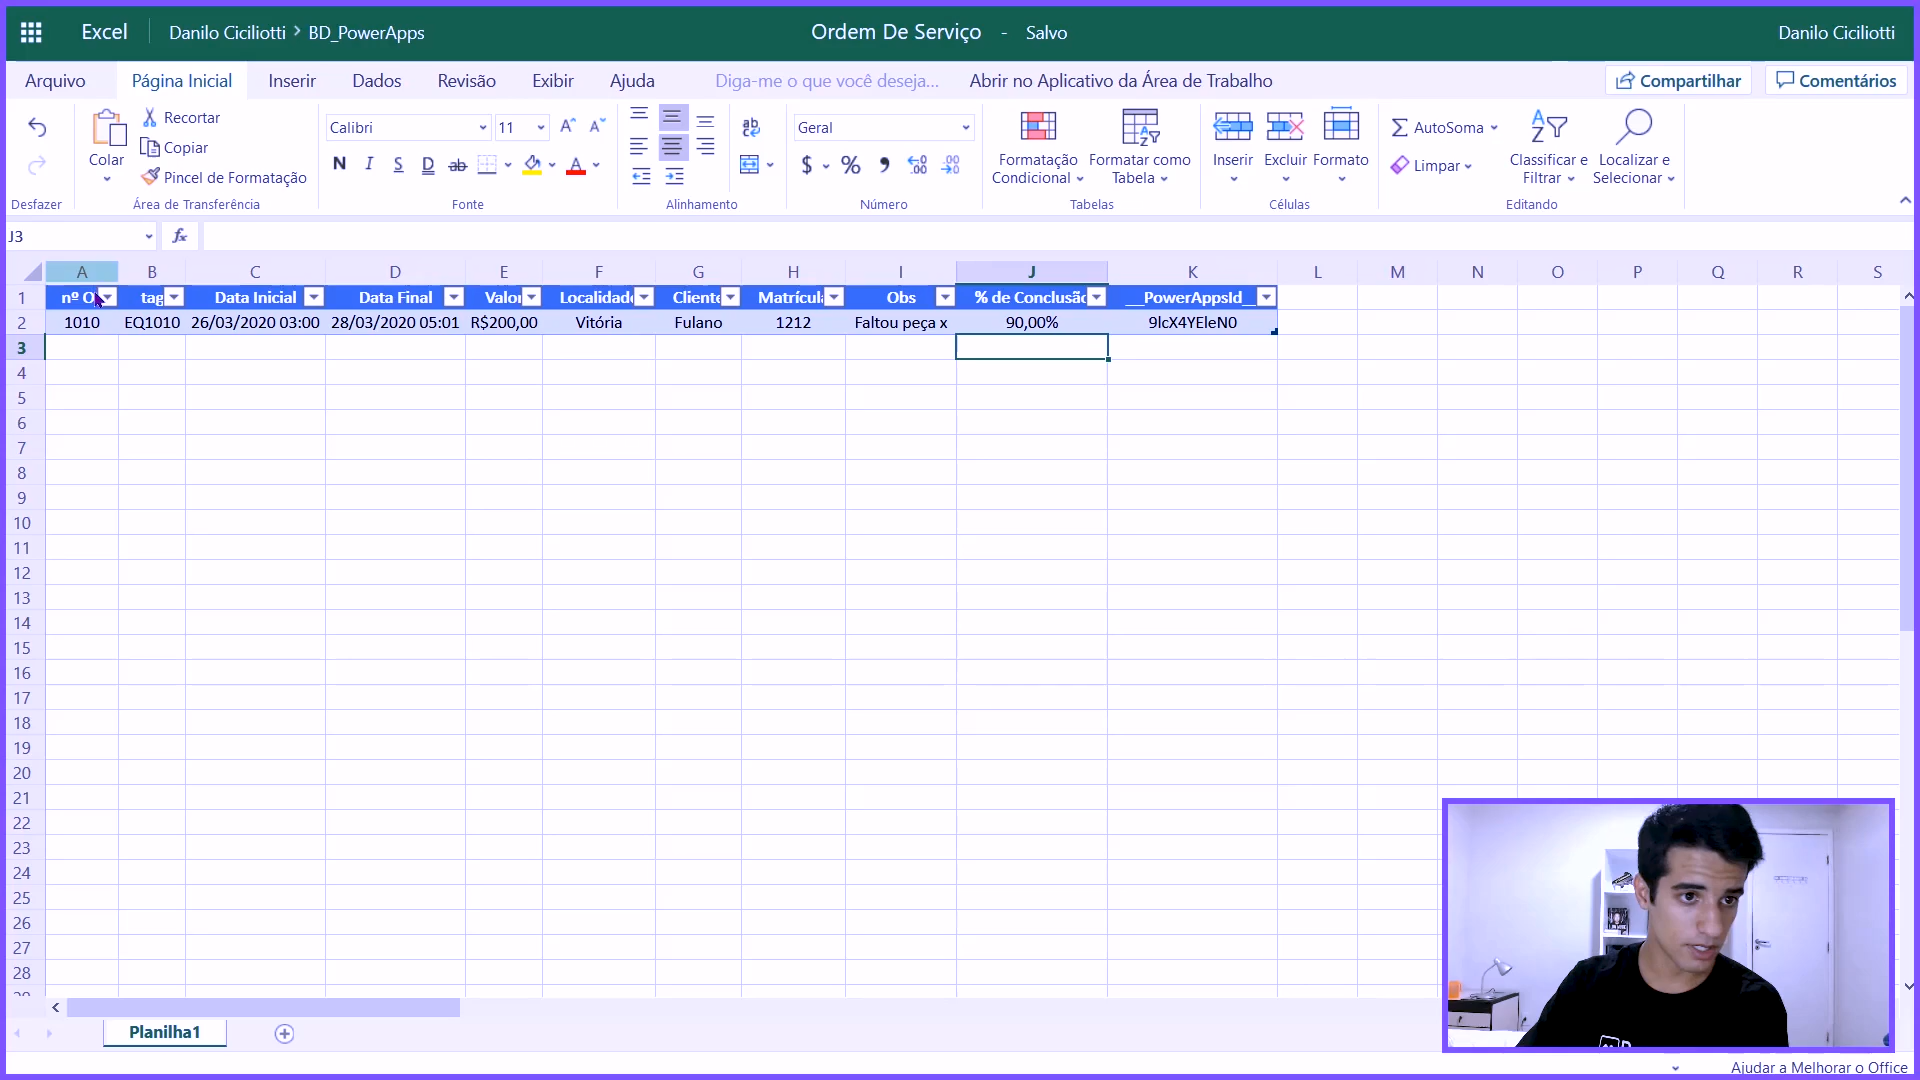 Excel Danilo Ciciliotti > BD_PowerApps Ordem De Serviço - Salvo Danilo Ciciliotti
Arquivo Página Inicial Inserir Dados Revisão Exibir Ajuda Diga-me o que você deseja... Abrir no Aplicativo da Área de Trabalho Compartilhar Comentários
Colar Recortar
Copiar
Pincel de Formatação
Calibri 11
N I S D ab
ab
Geral
$ %
Formatação Condicional
Formatar como Tabela
Inserir Excluir Formato
AutoSoma
Limpar
Classificar e Filtrar
Localizar e Selecionar
Desfazer Área de Transferência Fonte Alinhamento Número Tabelas Células Editando
J3 fx
A B C D E F G H I J K L M N O P Q R S
1 nº O tag Data Inicial Data Final Valor Localidade Cliente Matrícula Obs % de Conclusão __PowerAppsId__
2 1010 EQ1010 26/03/2020 03:00 28/03/2020 05:01 R$200,00 Vitória Fulano 1212 Faltou peça x 90,00% 9lcX4YEleN0
3
4
5
6
7
8
9
10
11
12
13
14
15
16
17
18
19
20
21
22
23
24
25
26
27
28
29
Planilha1
Ajudar a Melhorar o Office